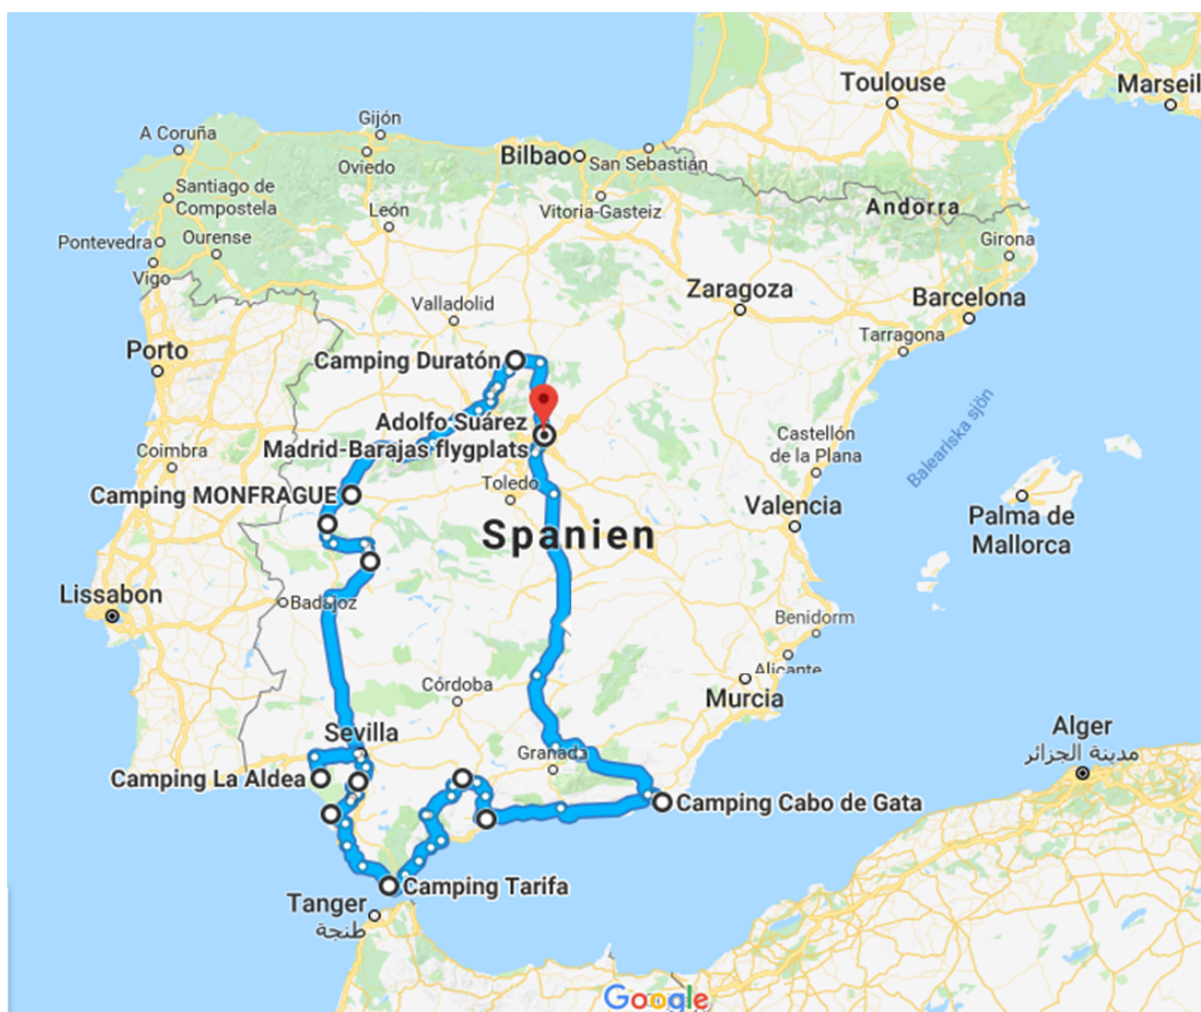 Toulouse
Marseil
Gijón
A Coruña
Bilbao
San Sebastián
Oviedo
Santiago de
Compostela
Vitoria-Gasteiz
León
Andorra
Pontevedra
Ourense
Girona
Vigo
Zaragoza
Barcelona
Valladolid
Tarragona
Porto
Camping Duratón
Adolfo Suárez
Madrid-Barajas flygplats
Baleariska sjön
Castellón
de la Plana
Coimbra
Camping MONFRAGUE
Toledo
Valencia
Palma de
Mallorca
Spanien
Lissabon
Badajoz
Benidorm
Alicante
Córdoba
Murcia
Sevilla
Alger
مدينة الجزائر
Granada
Camping La Aldea
Camping Cabo de Gata
Camping Tarifa
Tanger
طنجة
Google